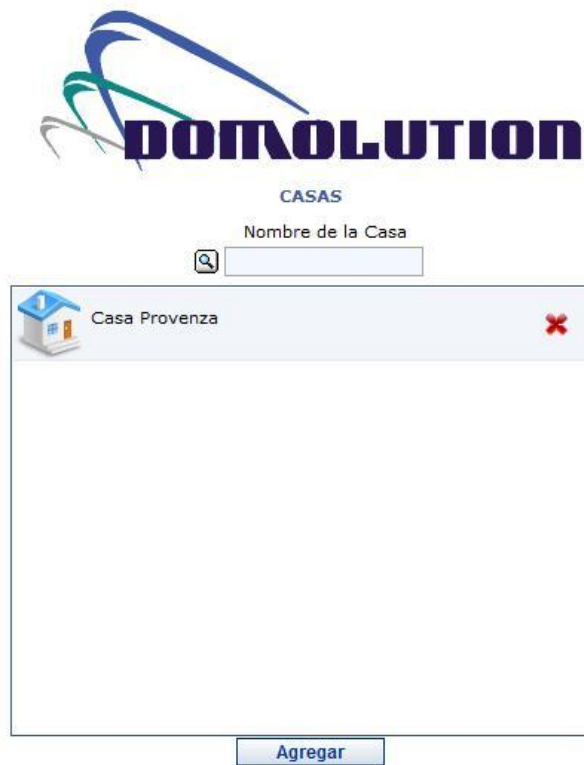 DOMOLUTION
CASAS
Nombre de la Casa
Casa Provenza
Agregar